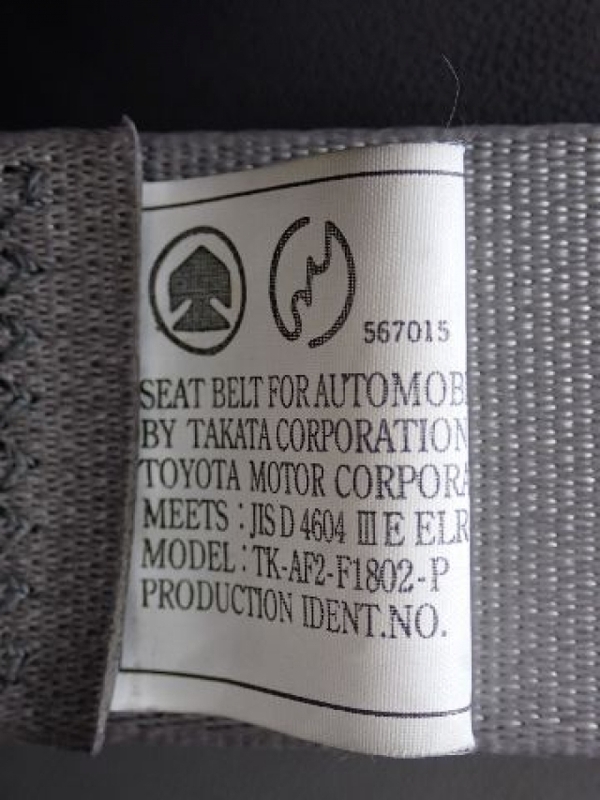 567015
SEAT BELT FOR AUTOMOB
BY TAKATA CORPORATION
TOYOTA MOTOR CORPORA
MEETS : JIS D 4604 III E ELR
MODEL : TK-AF2-F1802-P
PRODUCTION IDENT.NO.